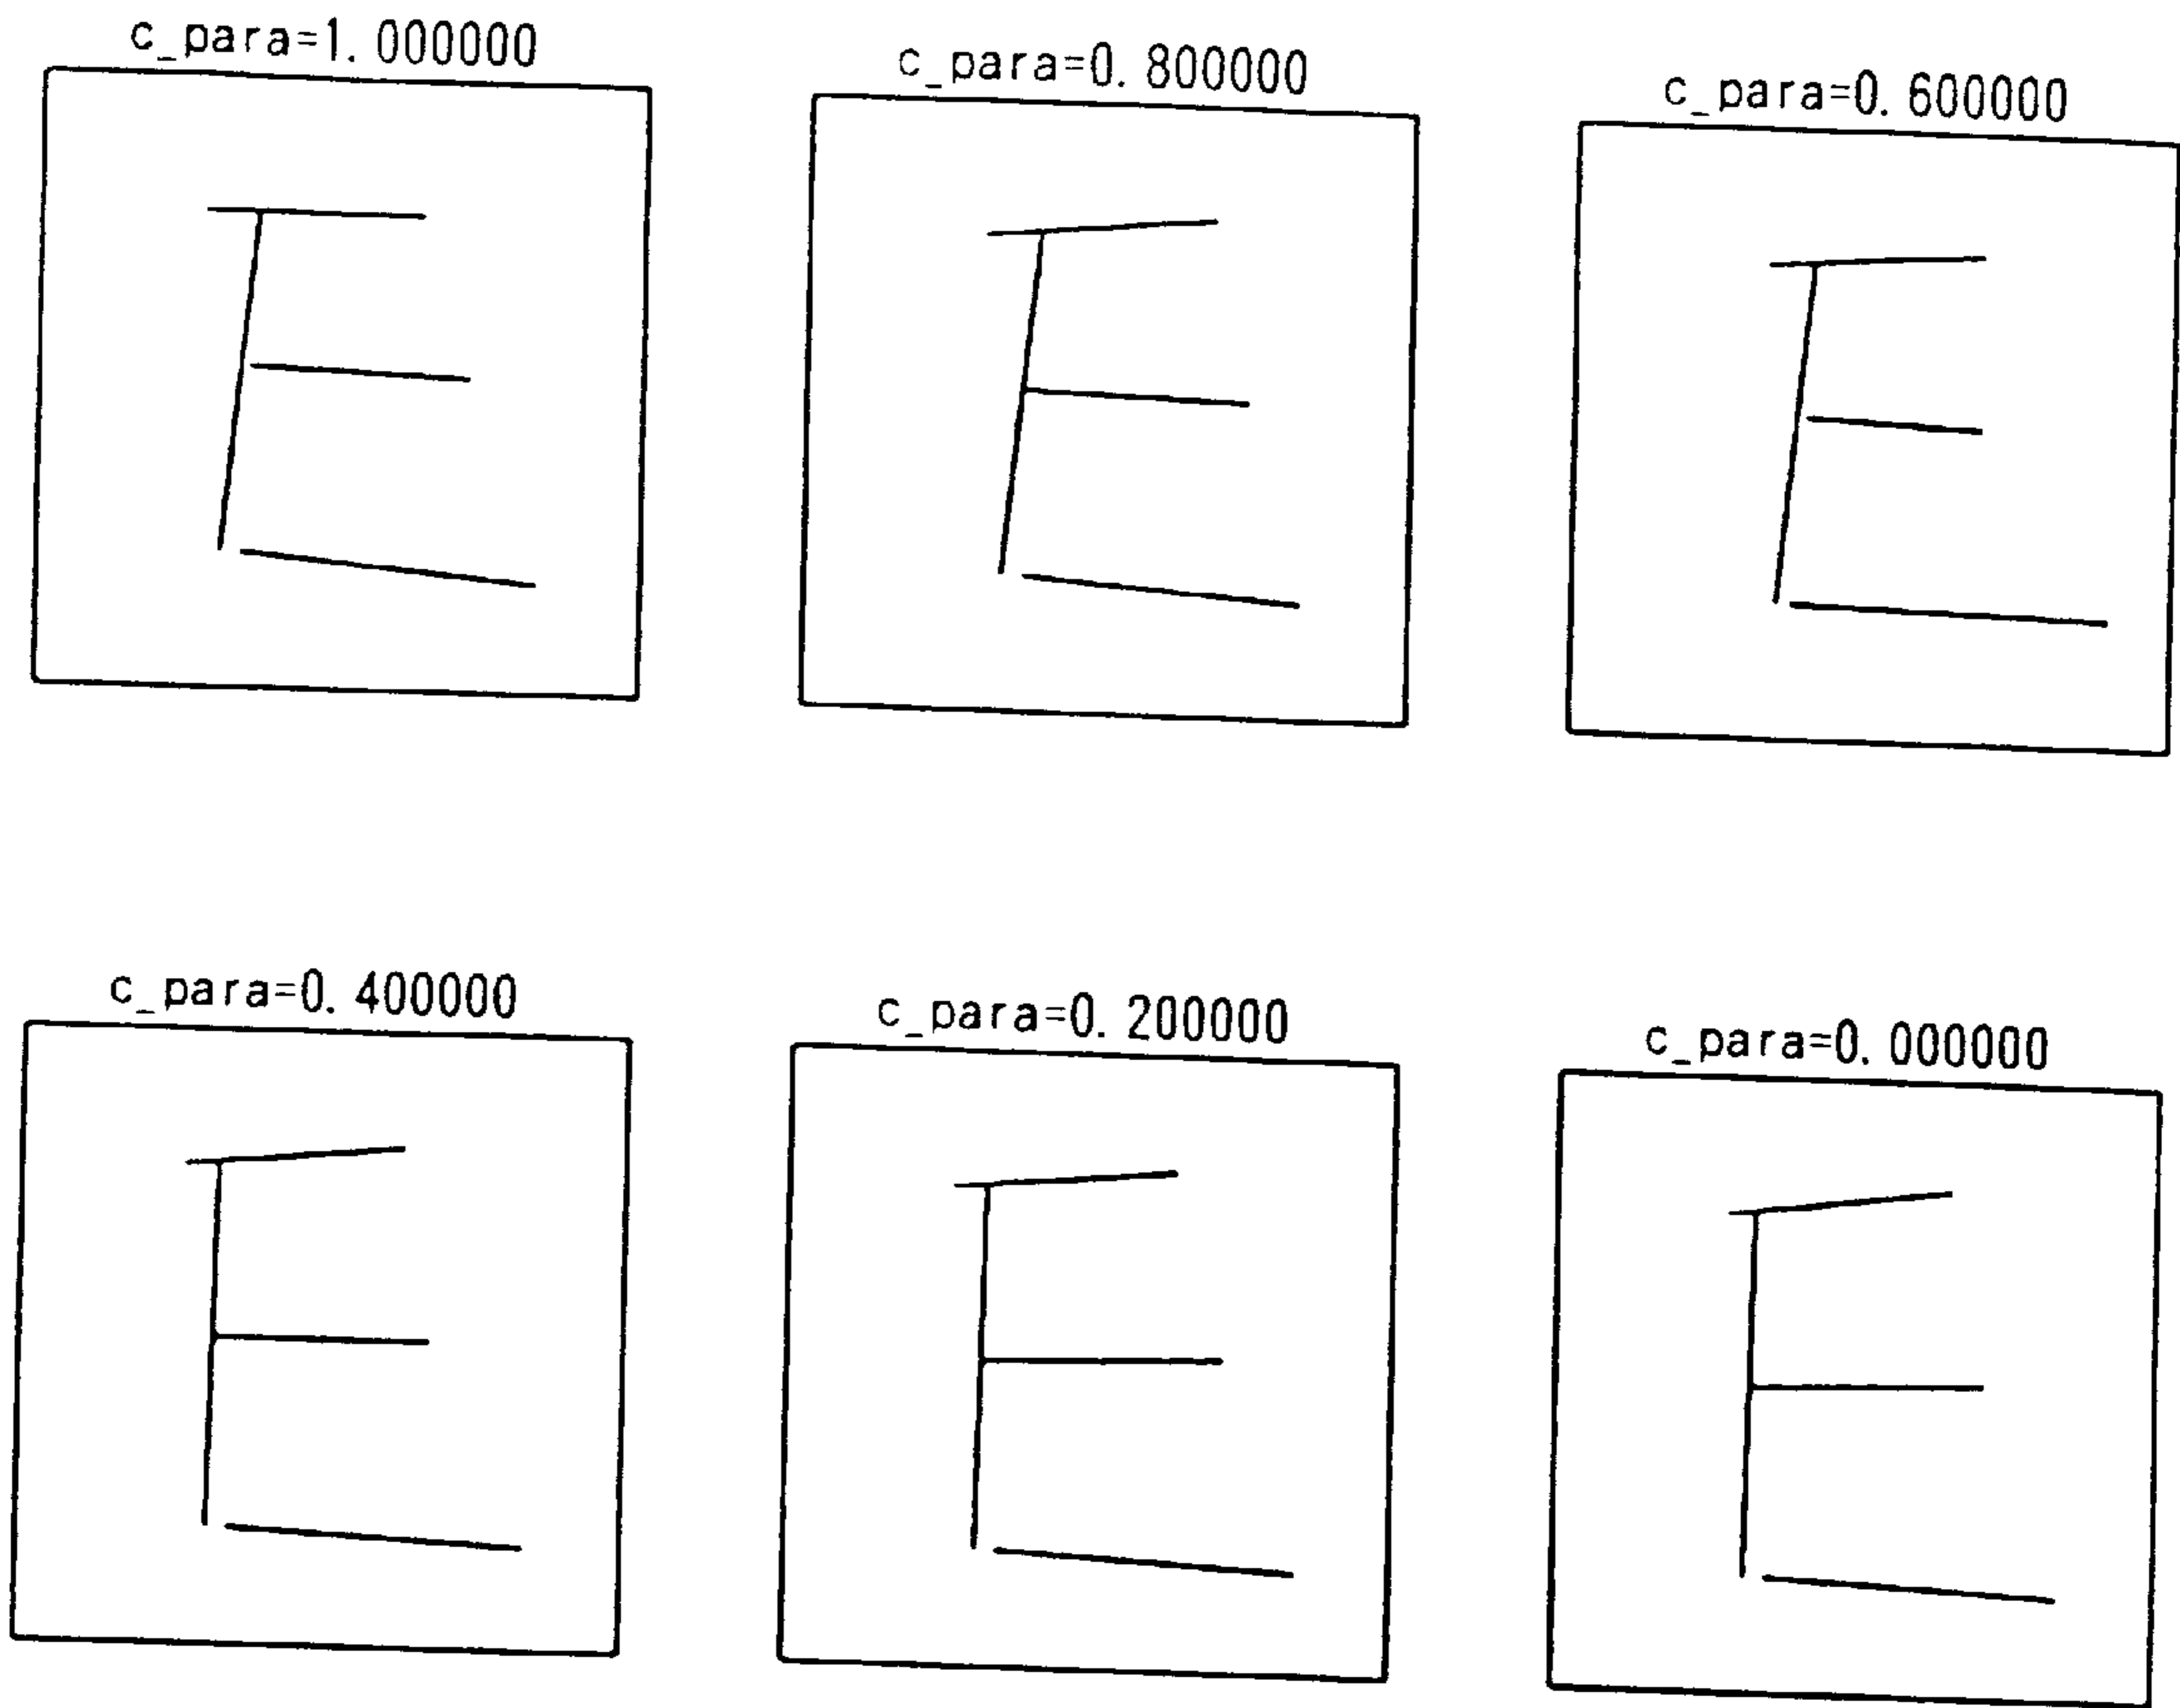 c_para=1.000000
c_para=0.800000
c_para=0.600000
E
E
E
c_para=0.400000
c_para=0.200000
c_para=0.000000
E
E
E